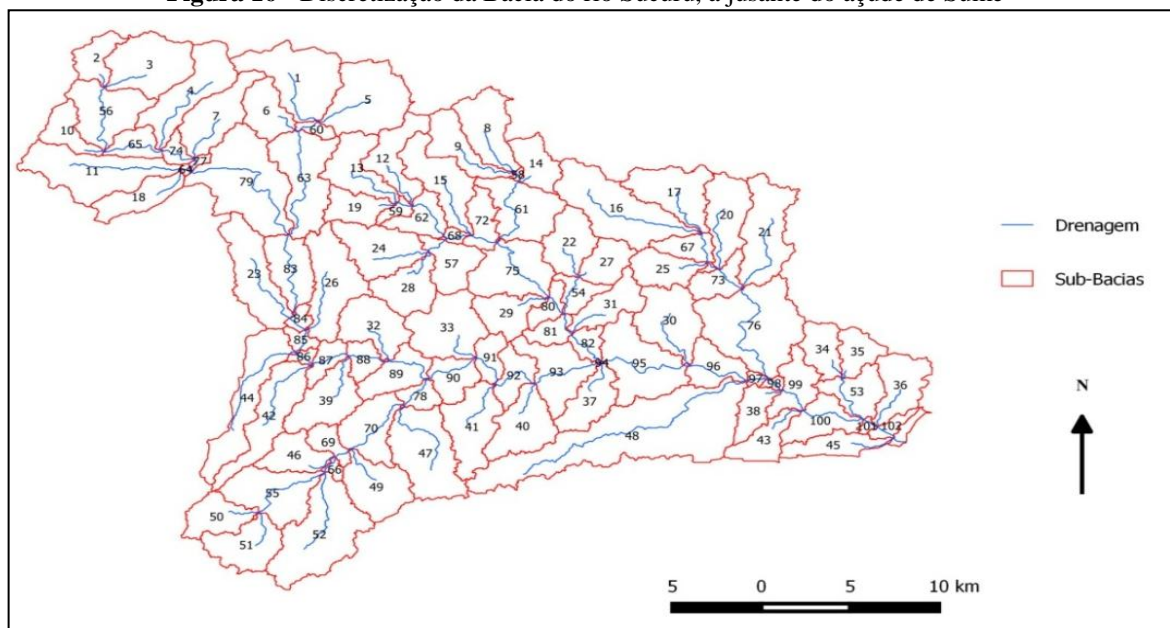 Figura 10 - Discretização da Bacia do rio Sucuru, à jusante do açude de Sumé
2 3 1 4 5
6 7 56 60 8
10 65 74 77 9 14
11 64 79 63 13 12 15 58
18 19 59 62 72 61 16 17 20 21
68 24 57 22 67
23 83 26 28 75 27 25 73
54 29 80 31
84 32 33 81 30 76
85 86 87 88 89 91 82 34 35
90 92 93 94 95 96 97 98 99 53 36
44 42 39 78 41 40 37 38 100 101 102
70 47 48 43 45
69 46 66 49
55 50 51 52
Drenagem
Sub-Bacias
N
5 0 5 10 km